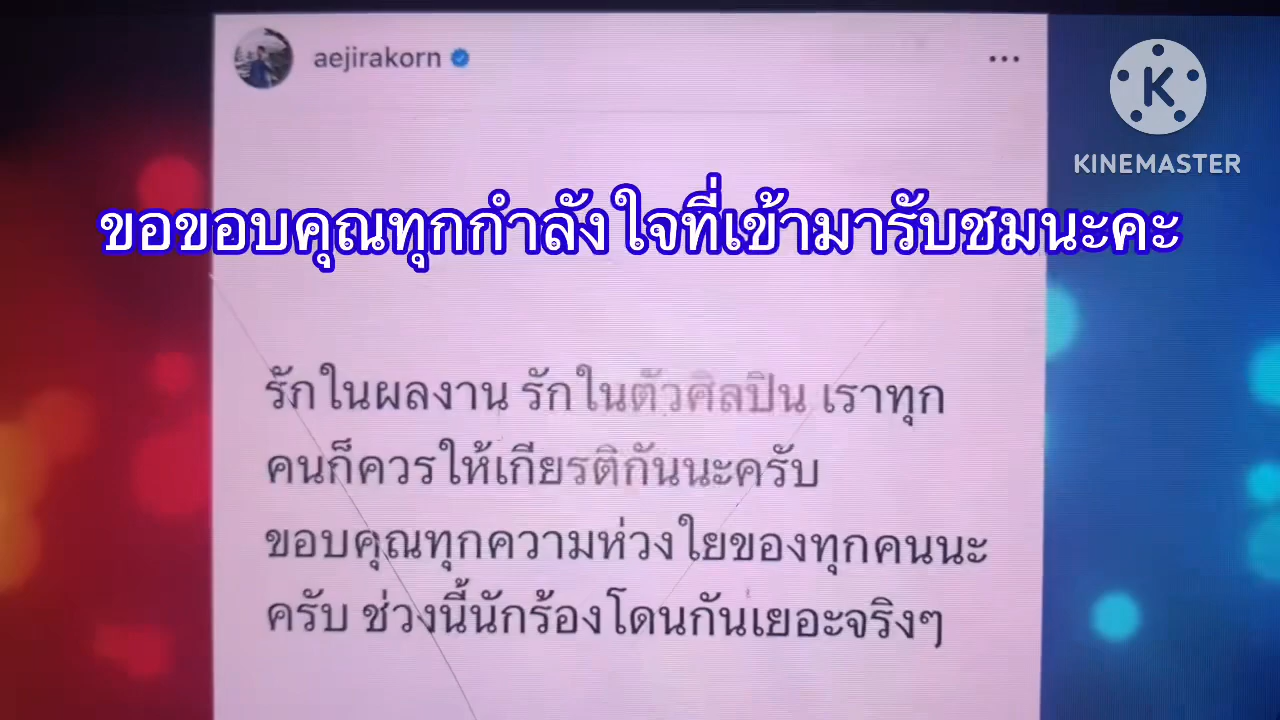 aejirakorn
K
KINEMASTER
ขอขอบคุณทุกกำลังใจที่เข้ามารับชมนะคะ
รักในผลงาน รักในตัวศิลปิน เราทุก
คนก็ควรให้เกียรติกันนะครับ
ขอบคุณทุกความห่วงใยของทุกคนนะ
ครับ ช่วงนี้นักร้องโดนกันเยอะจริงๆ